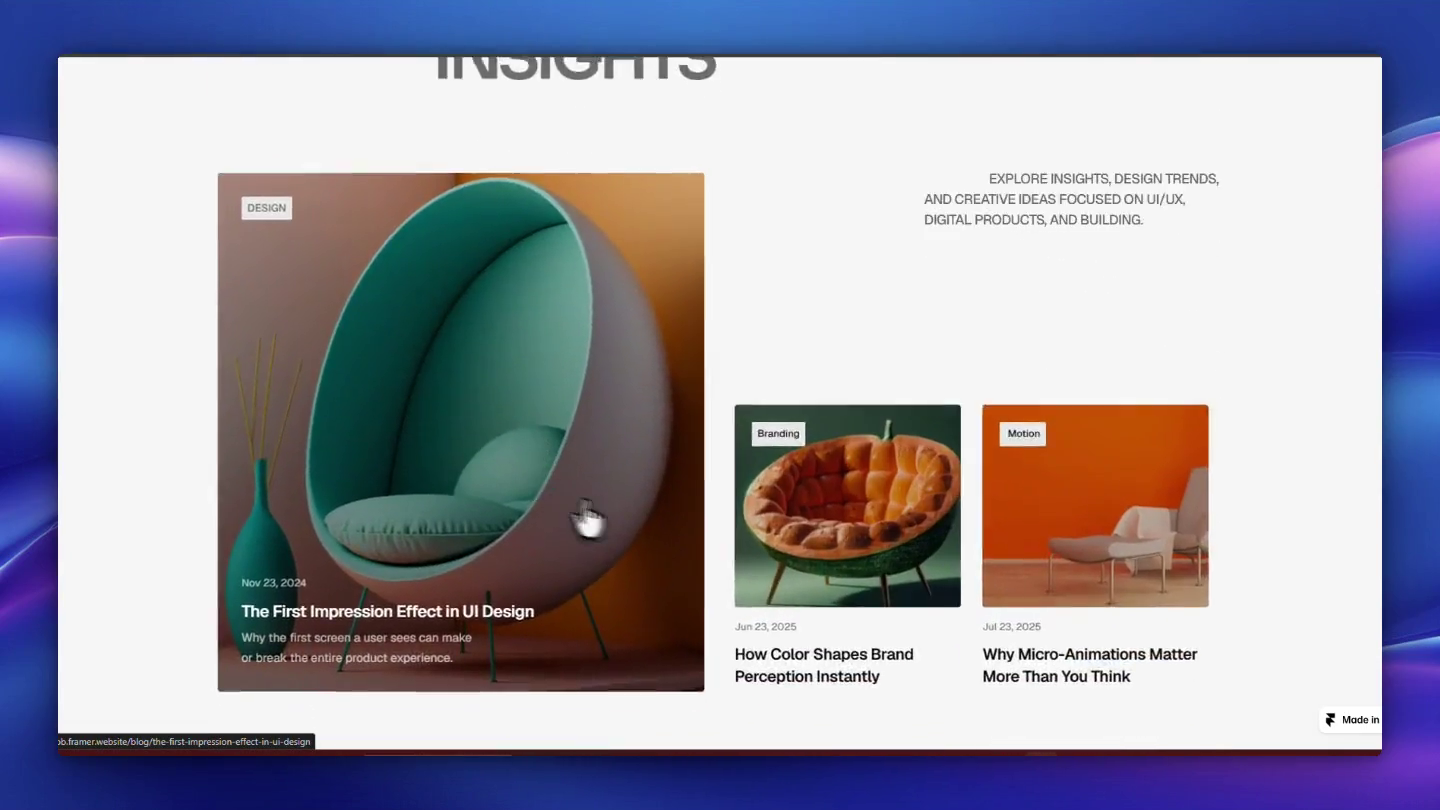 INSIGHTS
DESIGN
EXPLORE INSIGHTS, DESIGN TRENDS,
AND CREATIVE IDEAS FOCUSED ON UI/UX,
DIGITAL PRODUCTS, AND BUILDING.
Nov 23, 2024
The First Impression Effect in UI Design
Why the first screen a user sees can make
or break the entire product experience.
Branding
Jun 23, 2025
How Color Shapes Brand
Perception Instantly
Motion
Jul 23, 2025
Why Micro-Animations Matter
More Than You Think
Made in
ob.framer.website/blog/the-first-impression-effect-in-ui-design